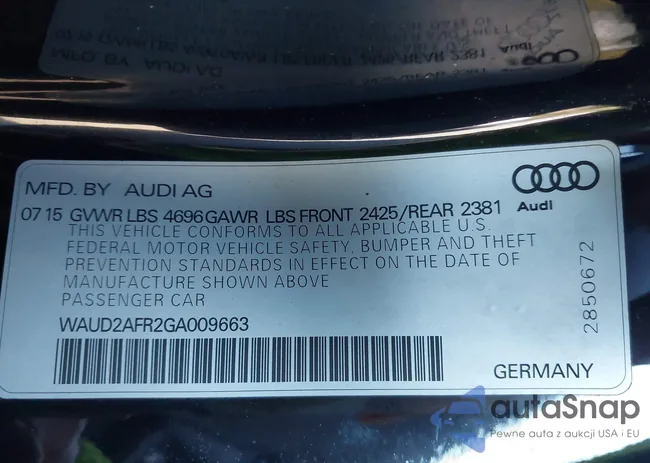 MFD. BY AUDI AG
07 15 GVWR LBS 4696 GAWR LBS FRONT 2425/REAR 2381
Audi
THIS VEHICLE CONFORMS TO ALL APPLICABLE U.S.
FEDERAL MOTOR VEHICLE SAFETY, BUMPER AND THEFT
PREVENTION STANDARDS IN EFFECT ON THE DATE OF
MANUFACTURE SHOWN ABOVE
PASSENGER CAR
2850672
WAUD2AFR2GA009663
GERMANY
autaSnap
Pewne auta z aukcji USA i EU